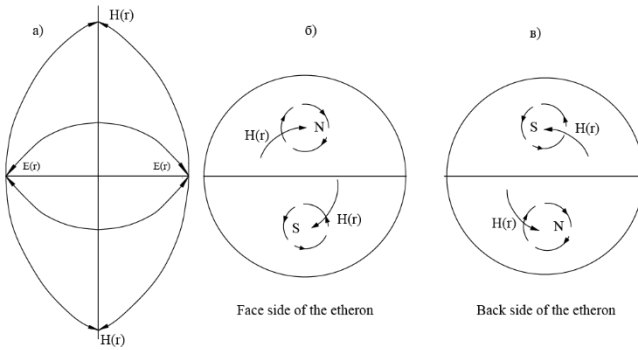 а)
H(r)
E(r)
E(r)
H(r)
б)
H(r)
N
S
H(r)
Face side of the etheron
в)
S
H(r)
H(r)
N
Back side of the etheron